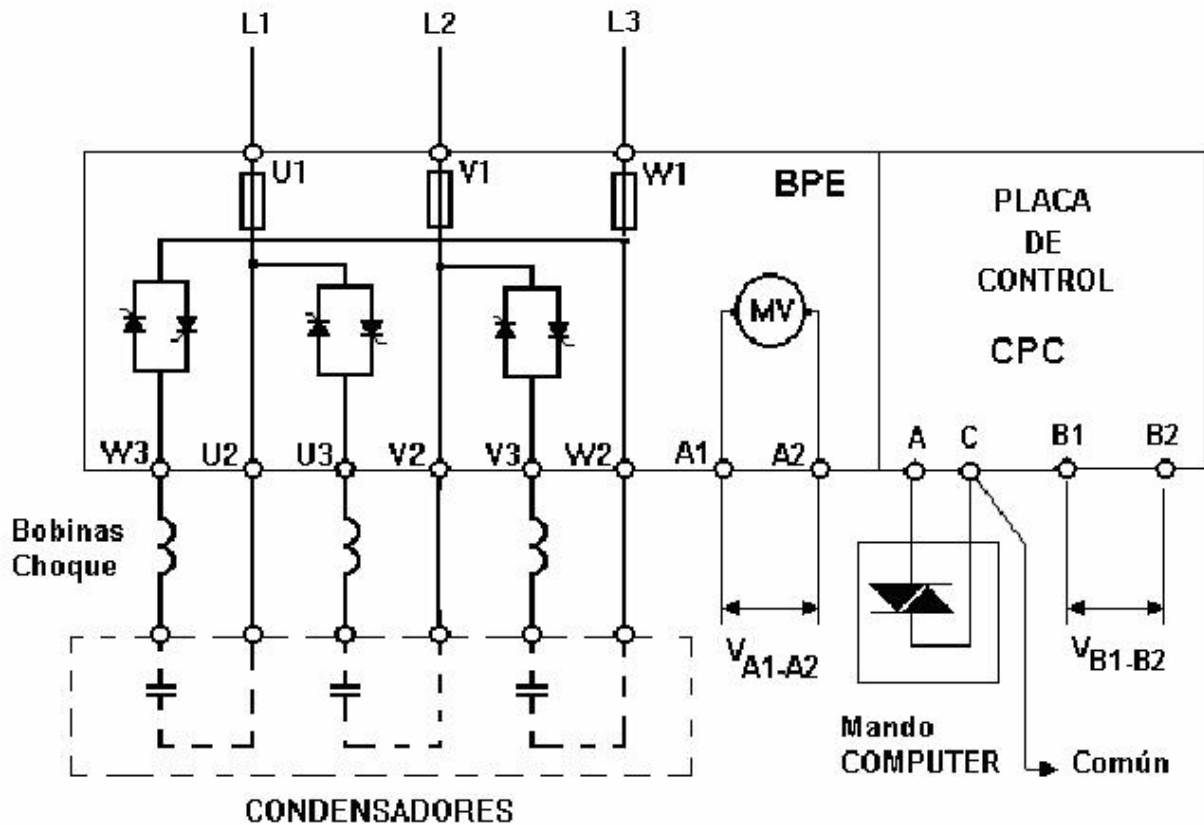 L1 L2 L3
U1 V1 W1 BPE
PLACA
DE
CONTROL
CPC
MV
W3 U2 U3 V2 V3 W2 A1 A2 A C B1 B2
Bobinas
Choque
VA1-A2
VB1-B2
Mando
COMPUTER
Común
CONDENSADORES